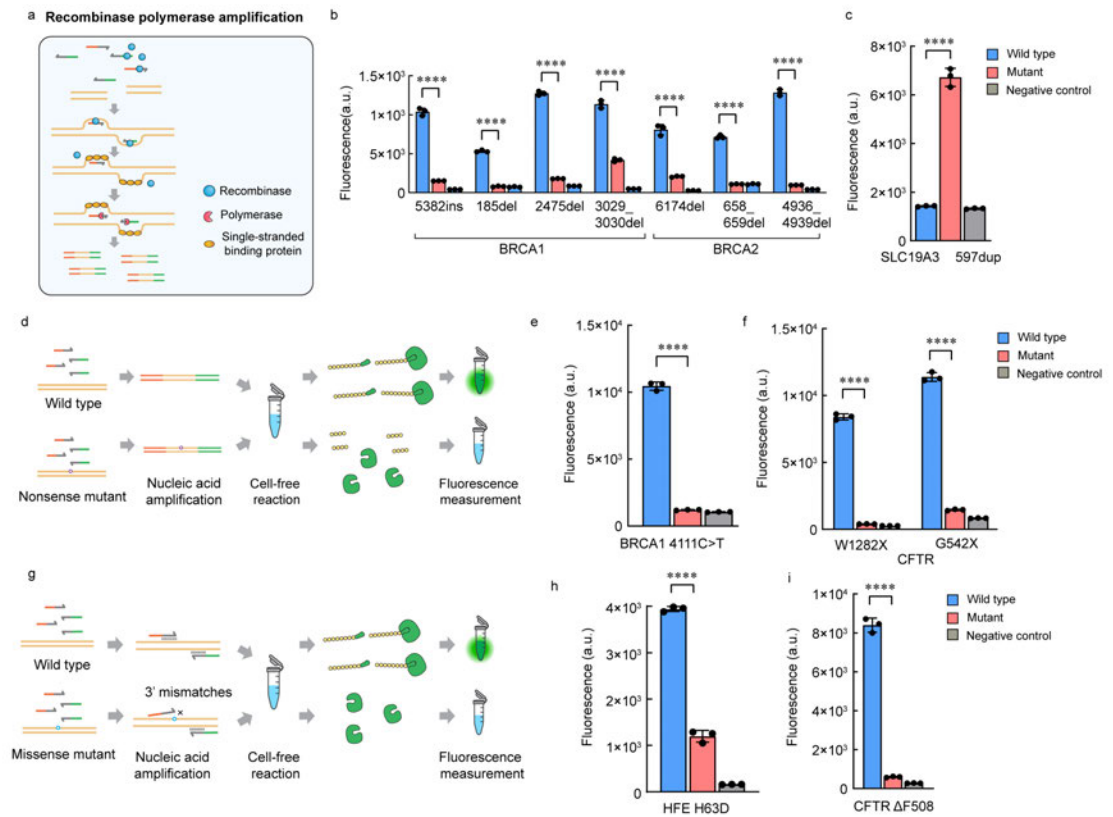 a Recombinase polymerase amplification
Recombinase
Polymerase
Single-stranded
binding protein
b
Fluorescence(a.u.)
1.5×10³
1×10³
5×10²
0
****
****
****
****
****
****
****
5382ins 185del 2475del 3029_ 6174del 658_ 4936_
3030del 659del 4939del
BRCA1 BRCA2
c
Fluorescence (a.u.)
8×10³
6×10³
4×10³
2×10³
0
****
SLC19A3 597dup
Wild type
Mutant
Negative control
d
Wild type
Nonsense mutant
Nucleic acid
amplification
Cell-free
reaction
Fluorescence
measurement
e
Fluorescence (a.u.)
1.5×10⁴
1×10⁴
5×10³
0
****
BRCA1 4111C>T
f
Fluorescence (a.u.)
1.5×10⁴
1×10⁴
5×10³
0
****
****
W1282X G542X
CFTR
Wild type
Mutant
Negative control
g
Wild type
Missense mutant
3' mismatches
×
Nucleic acid
amplification
Cell-free
reaction
Fluorescence
measurement
h
Fluorescence (a.u.)
4×10³
3×10³
2×10³
1×10³
0
****
HFE H63D
i
Fluorescence (a.u.)
1×10⁴
8×10³
6×10³
4×10³
2×10³
0
****
CFTR ΔF508
Wild type
Mutant
Negative control